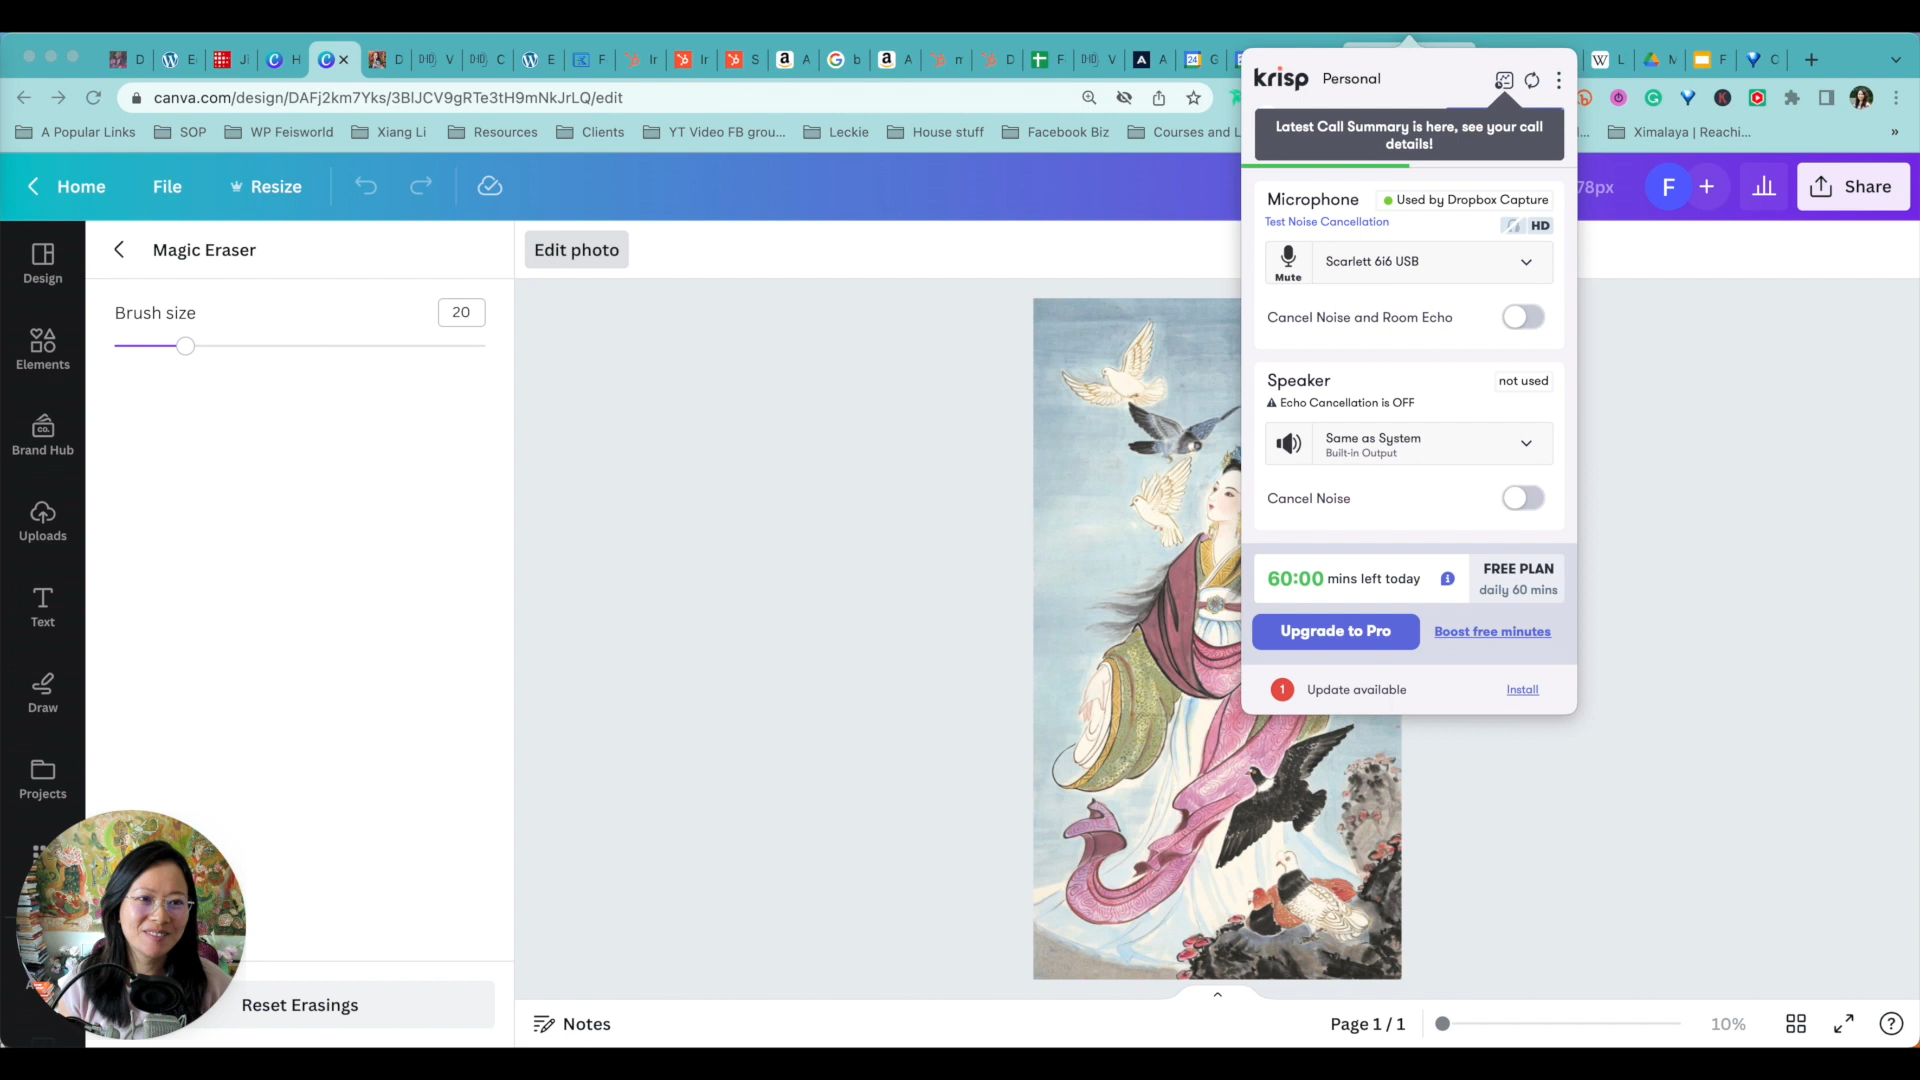 D
E
Ji
H
D
V
C
E
F
Ir
Ir
S
A
b
A
m
D
F
V
A
G
L
M
F
C
canva.com/design/DAFj2km7Yks/3BlJCV9gRTe3tH9mNkJrLQ/edit
A Popular Links
SOP
WP Feisworld
Xiang Li
Resources
Clients
YT Video FB grou...
Leckie
House stuff
Facebook Biz
Courses and L
Ximalaya | Reachi...
»
Home
File
Resize
78px
F
Share
Design
Elements
Brand Hub
Uploads
Text
Draw
Projects
Magic Eraser
Brush size
20
Reset Erasings
Edit photo
krisp
Personal
Latest Call Summary is here, see your call
details!
Microphone
Used by Dropbox Capture
Test Noise Cancellation
HD
Mute
Scarlett 6i6 USB
Cancel Noise and Room Echo
Speaker
not used
Echo Cancellation is OFF
Same as System
Built-in Output
Cancel Noise
60:00 mins left today
FREE PLAN
daily 60 mins
Upgrade to Pro
Boost free minutes
1
Update available
Install
Notes
Page 1 / 1
10%